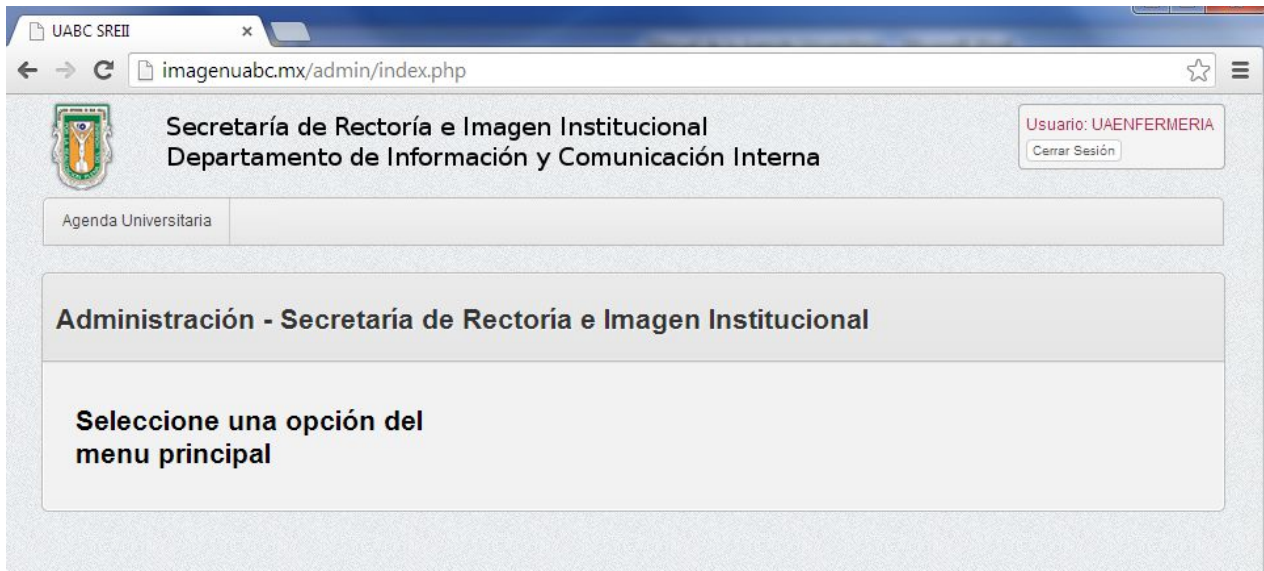 UABC SREII
imagenuabc.mx/admin/index.php
Secretaría de Rectoría e Imagen Institucional
Departamento de Información y Comunicación Interna
Usuario: UAENFERMERIA
Cerrar Sesión
Agenda Universitaria
Administración - Secretaría de Rectoría e Imagen Institucional
Seleccione una opción del
menu principal